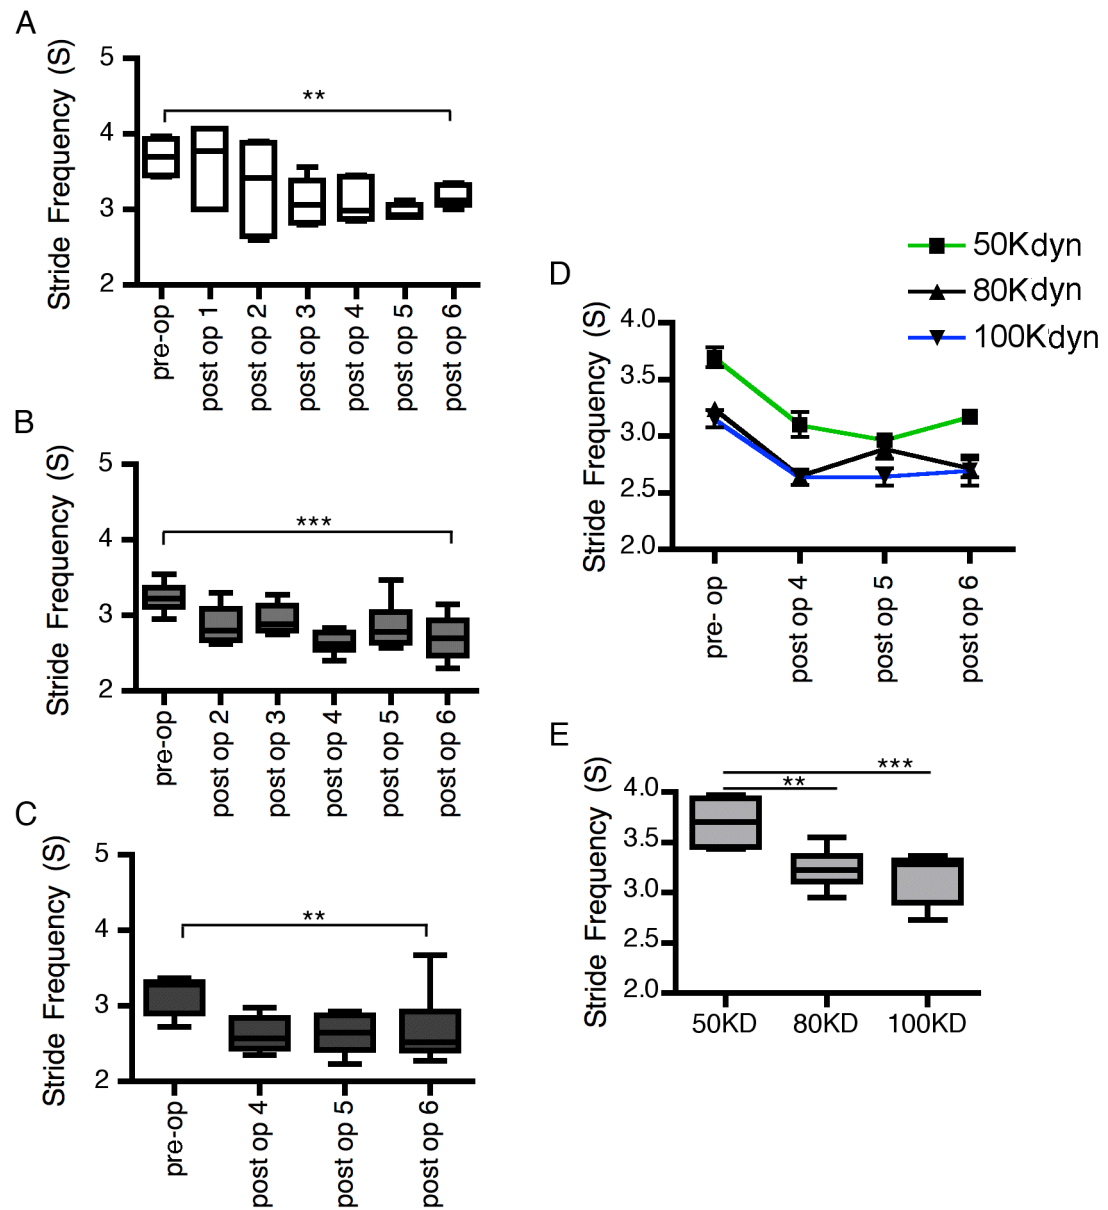 A
Stride Frequency (S)
5
4
3
2
**
pre-op
post op 1
post op 2
post op 3
post op 4
post op 5
post op 6
B
Stride Frequency (S)
5
4
3
2
***
pre-op
post op 2
post op 3
post op 4
post op 5
post op 6
C
Stride Frequency (S)
5
4
3
2
**
pre-op
post op 4
post op 5
post op 6
D
50Kdyn
80Kdyn
100Kdyn
Stride Frequency (S)
4.0
3.5
3.0
2.5
2.0
pre- op
post op 4
post op 5
post op 6
E
Stride Frequency (S)
4.0
3.5
3.0
2.5
2.0
***
**
50KD
80KD
100KD